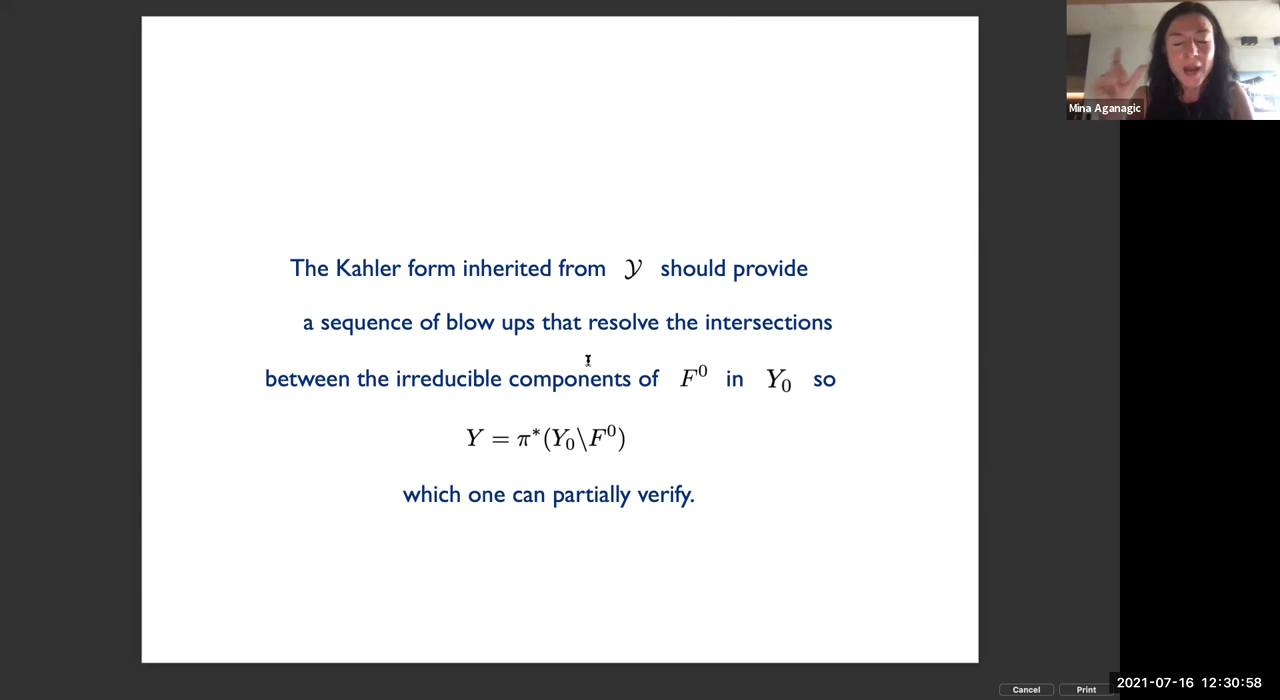 Mina Aganagic
The Kahler form inherited from 𝒴 should provide
a sequence of blow ups that resolve the intersections
between the irreducible components of F⁰ in Y₀ so
Y = π*(Y₀\F⁰)
which one can partially verify.
Cancel Print
2021-07-16 12:30:58